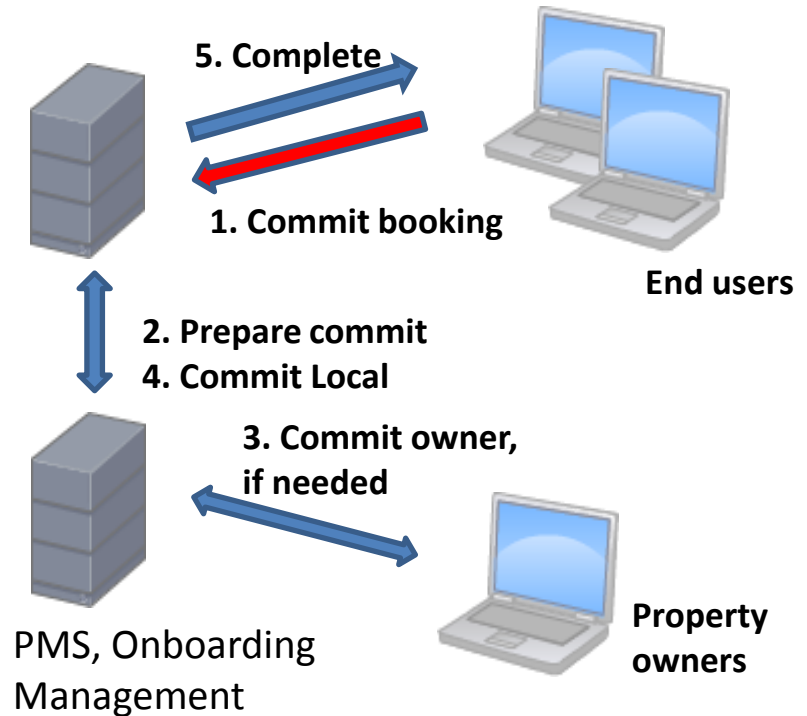 5. Complete
1. Commit booking
End users
2. Prepare commit
4. Commit Local
3. Commit owner,
if needed
Property
owners
PMS, Onboarding
Management